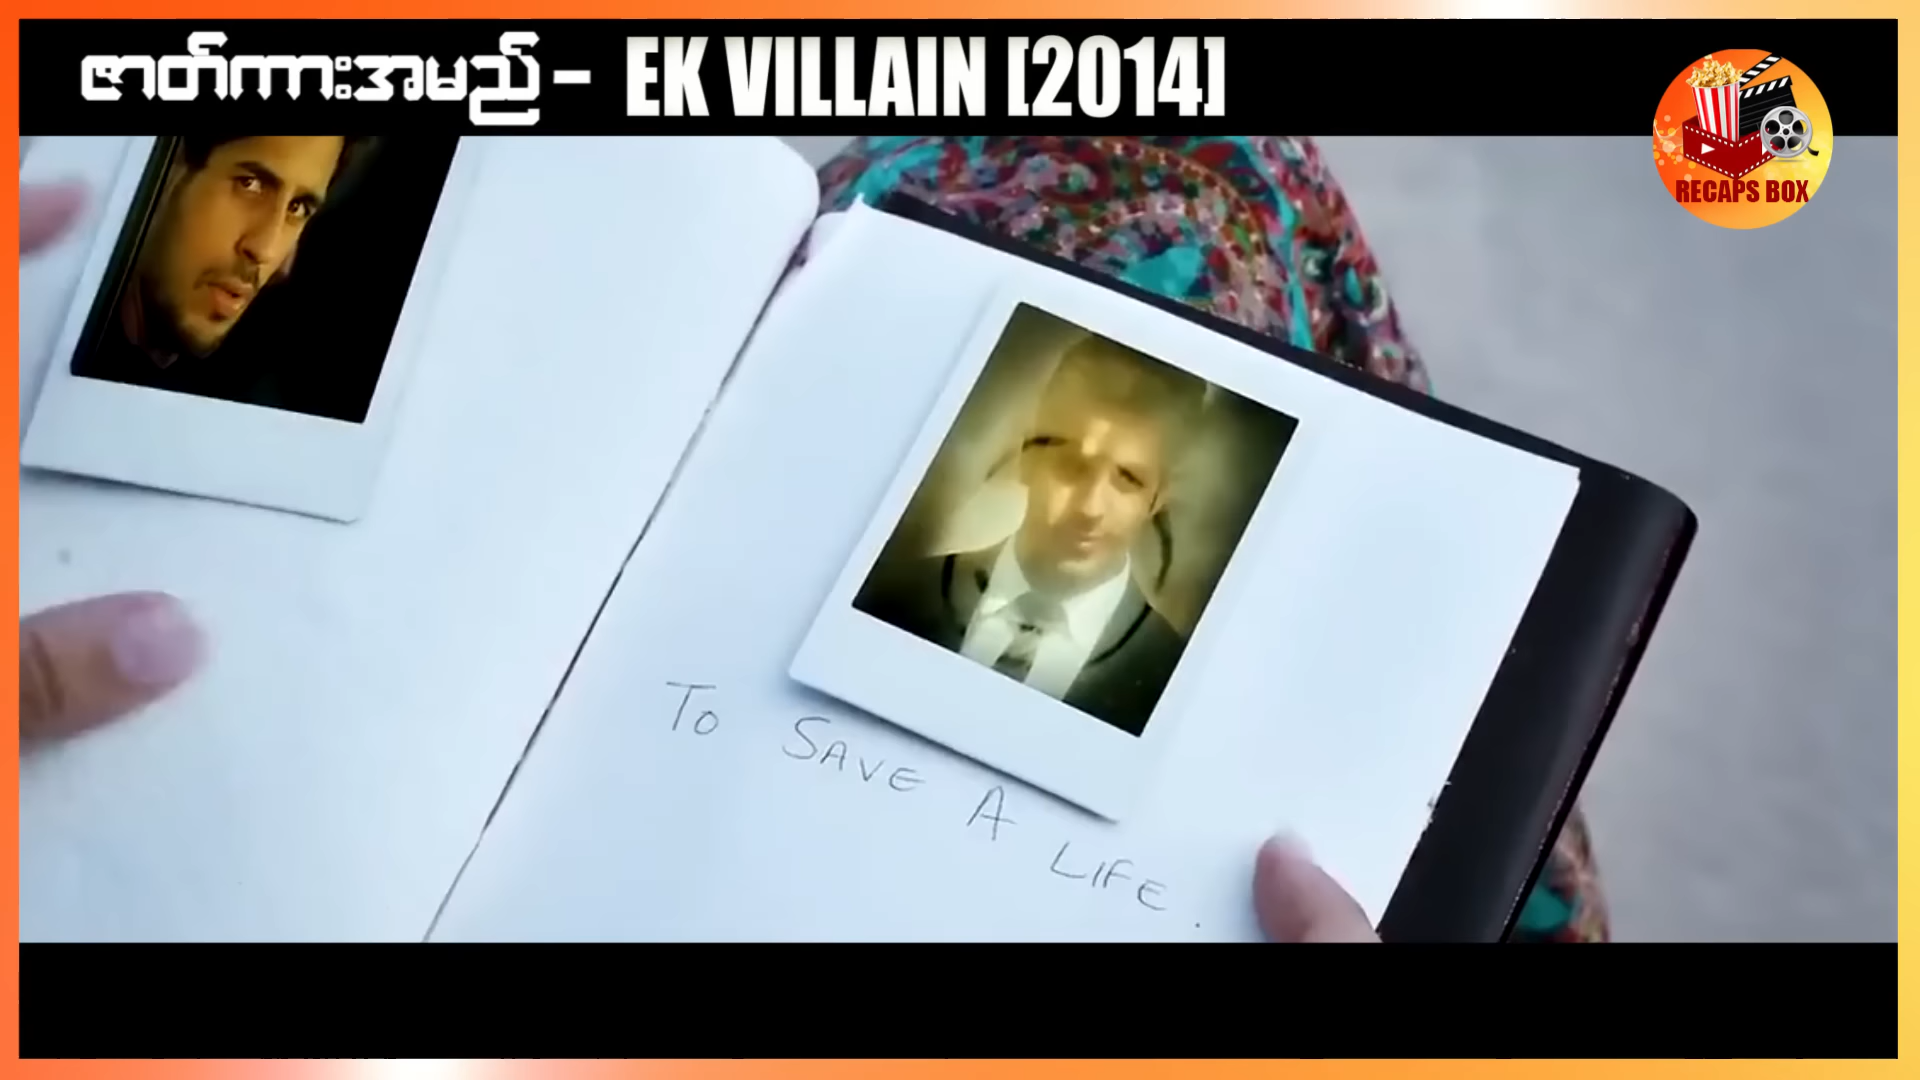 ဇာတ်ကားအမည် - EK VILLAIN [2014]
RECAPS BOX
TO SAVE A LIFE.